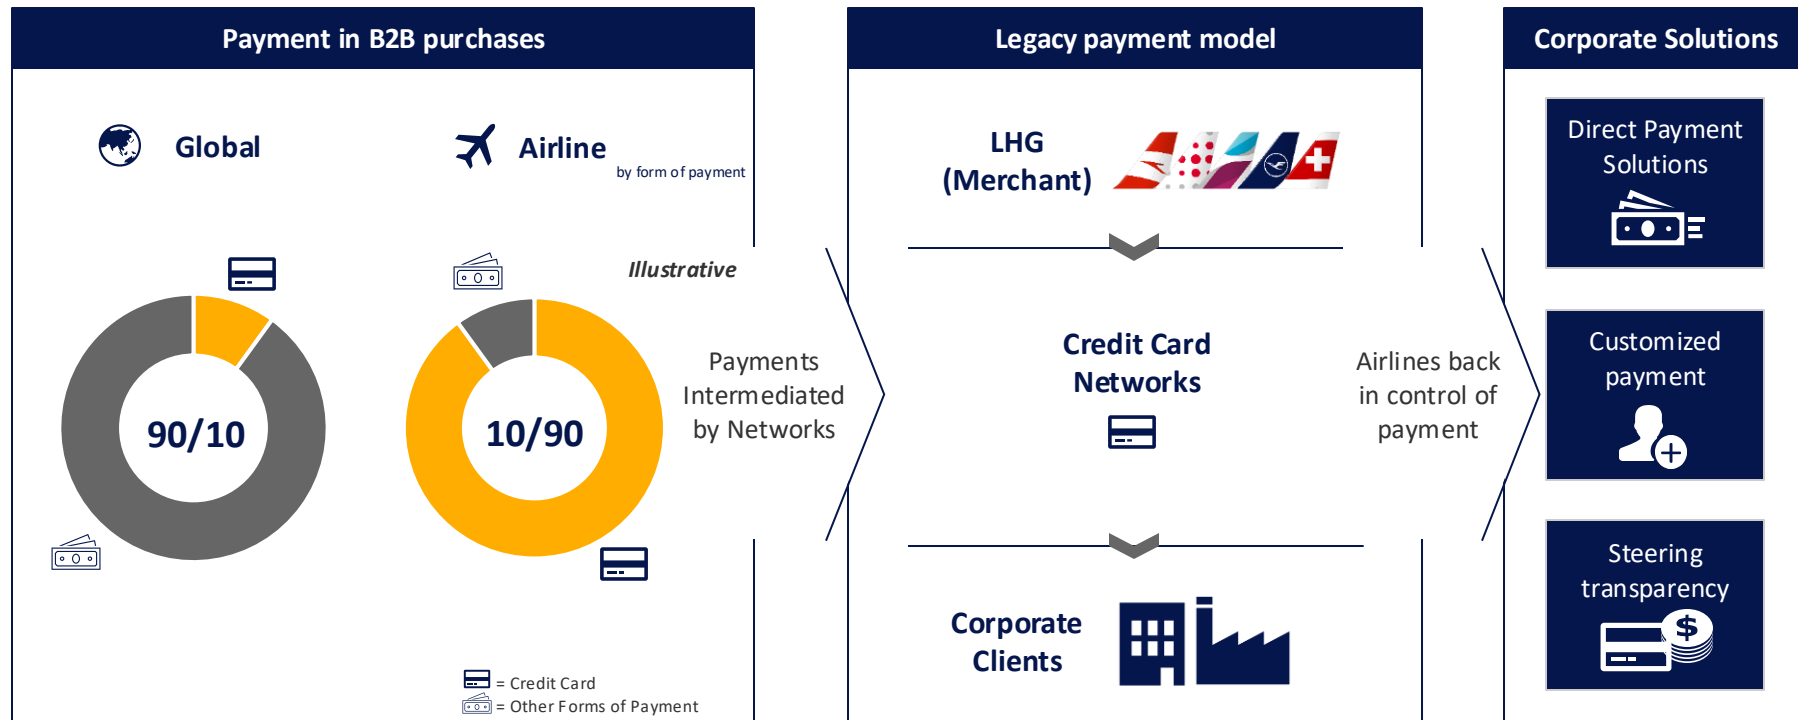 Payment in B2B purchases
Global
Airline
by form of payment
Illustrative
90/10
10/90
= Credit Card
= Other Forms of Payment
Payments
Intermediated
by Networks
Legacy payment model
LHG
(Merchant)
Credit Card
Networks
Corporate
Clients
Airlines back
in control of
payment
Corporate Solutions
Direct Payment
Solutions
Customized
payment
Steering
transparency
$